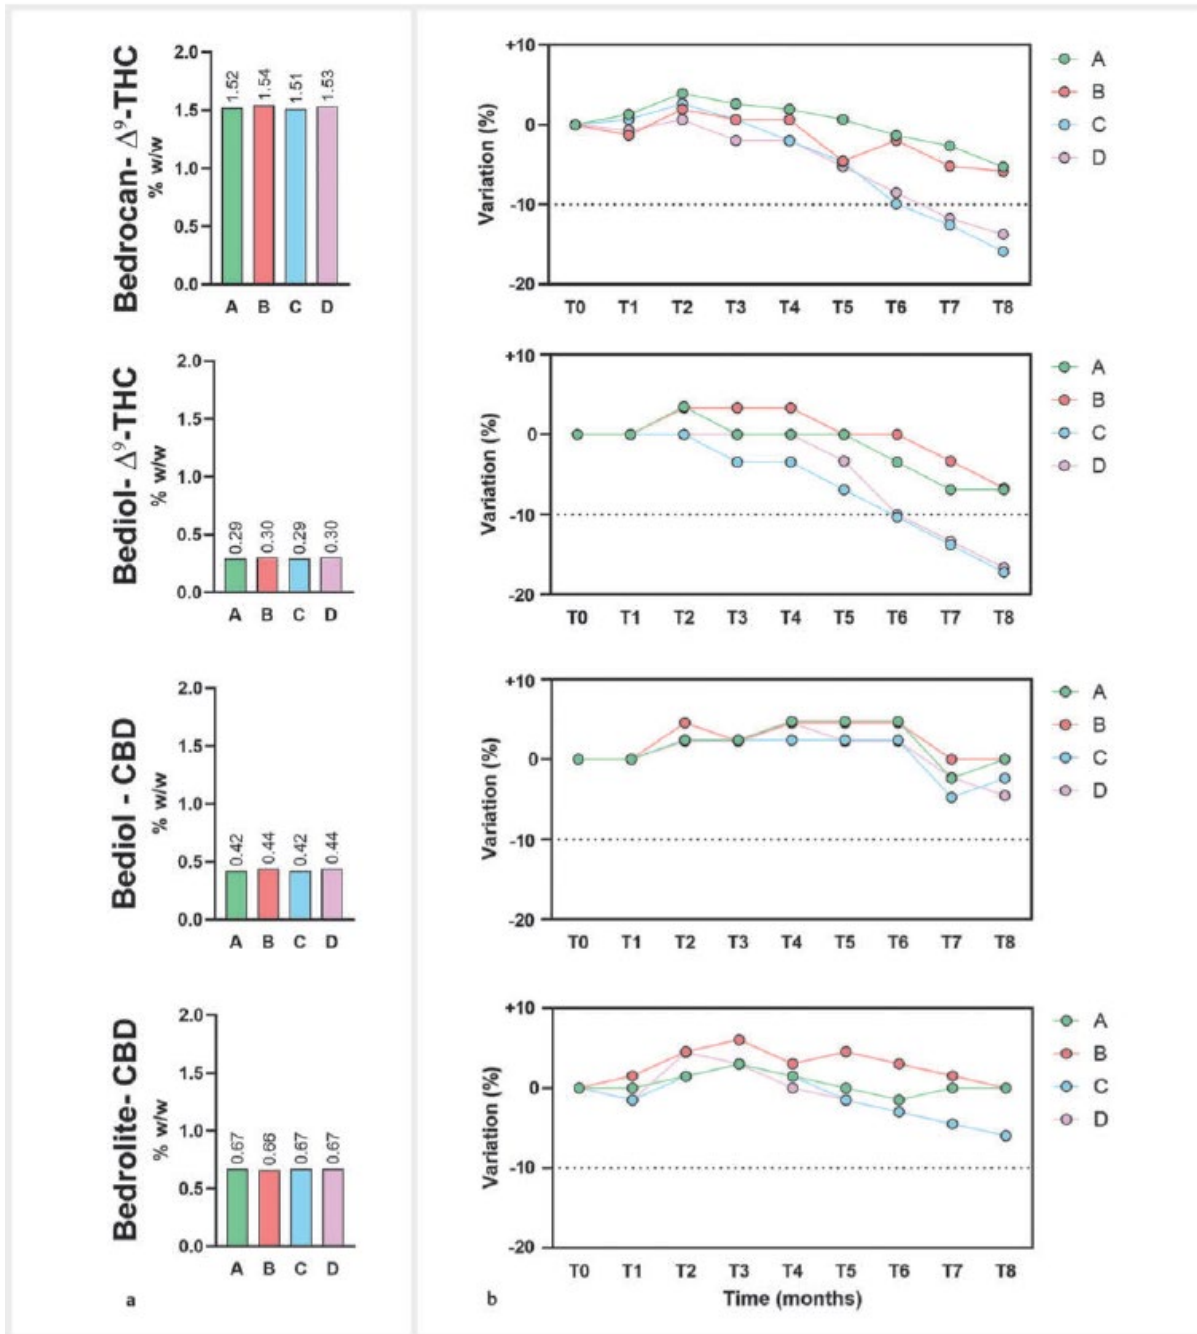 Bedrocan- Δ⁹-THC
% w/w
2.0
1.5
1.0
0.5
0.0
1.52
1.54
1.51
1.53
A B C D
Variation (%)
+10
0
-10
-20
T0 T1 T2 T3 T4 T5 T6 T7 T8
A
B
C
D
Bediol- Δ⁹-THC
% w/w
2.0
1.5
1.0
0.5
0.0
0.29
0.30
0.29
0.30
A B C D
Variation (%)
+10
0
-10
-20
T0 T1 T2 T3 T4 T5 T6 T7 T8
A
B
C
D
Bediol - CBD
% w/w
2.0
1.5
1.0
0.5
0.0
0.42
0.44
0.42
0.44
A B C D
Variation (%)
+10
0
-10
-20
T0 T1 T2 T3 T4 T5 T6 T7 T8
A
B
C
D
Bedrolite- CBD
% w/w
2.0
1.5
1.0
0.5
0.0
0.67
0.66
0.67
0.67
A B C D
a
Variation (%)
+10
0
-10
-20
T0 T1 T2 T3 T4 T5 T6 T7 T8
Time (months)
A
B
C
D
b